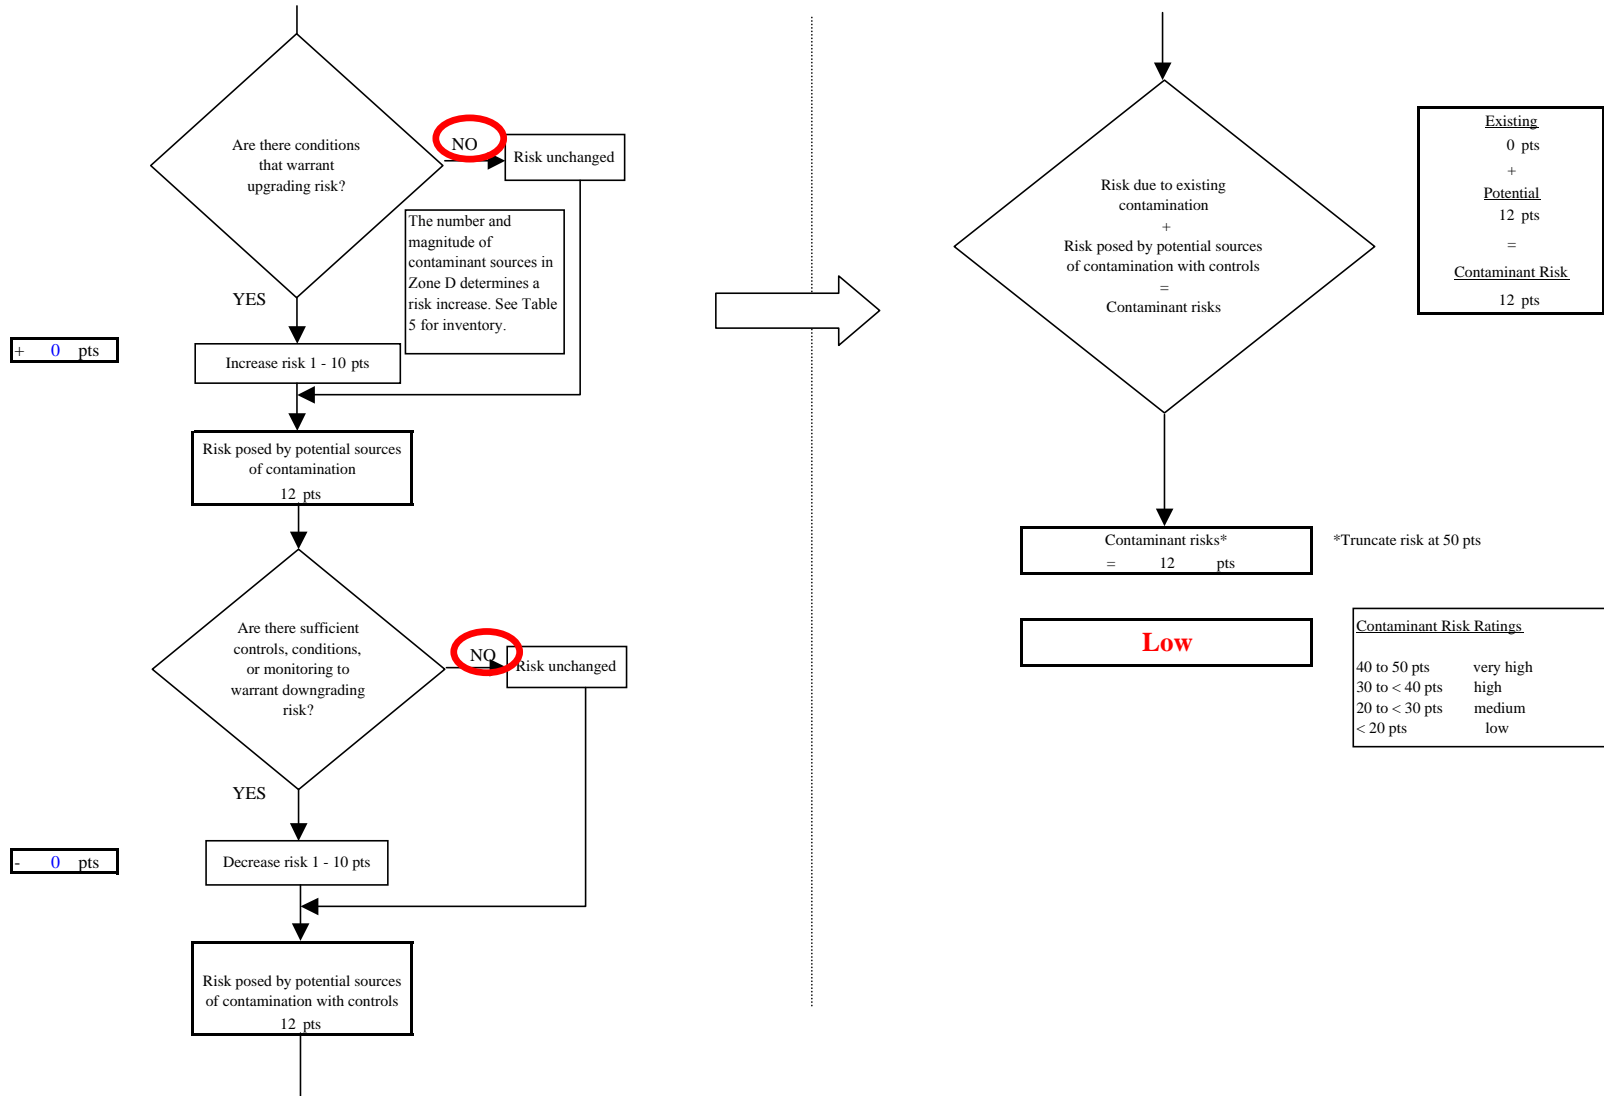 Are there conditions
that warrant
upgrading risk?
NO
Risk unchanged
The number and
magnitude of
contaminant sources in
Zone D determines a
risk increase. See Table
5 for inventory.
YES
+ 0 pts
Increase risk 1 - 10 pts
Risk posed by potential sources
of contamination
12 pts
Are there sufficient
controls, conditions,
or monitoring to
warrant downgrading
risk?
NO
Risk unchanged
YES
- 0 pts
Decrease risk 1 - 10 pts
Risk posed by potential sources
of contamination with controls
12 pts
Risk due to existing
contamination
+
Risk posed by potential sources
of contamination with controls
=
Contaminant risks
Existing
0 pts
+
Potential
12 pts
=
Contaminant Risk
12 pts
Contaminant risks*
= 12 pts
*Truncate risk at 50 pts
Low
Contaminant Risk Ratings
40 to 50 pts very high
30 to < 40 pts high
20 to < 30 pts medium
< 20 pts low